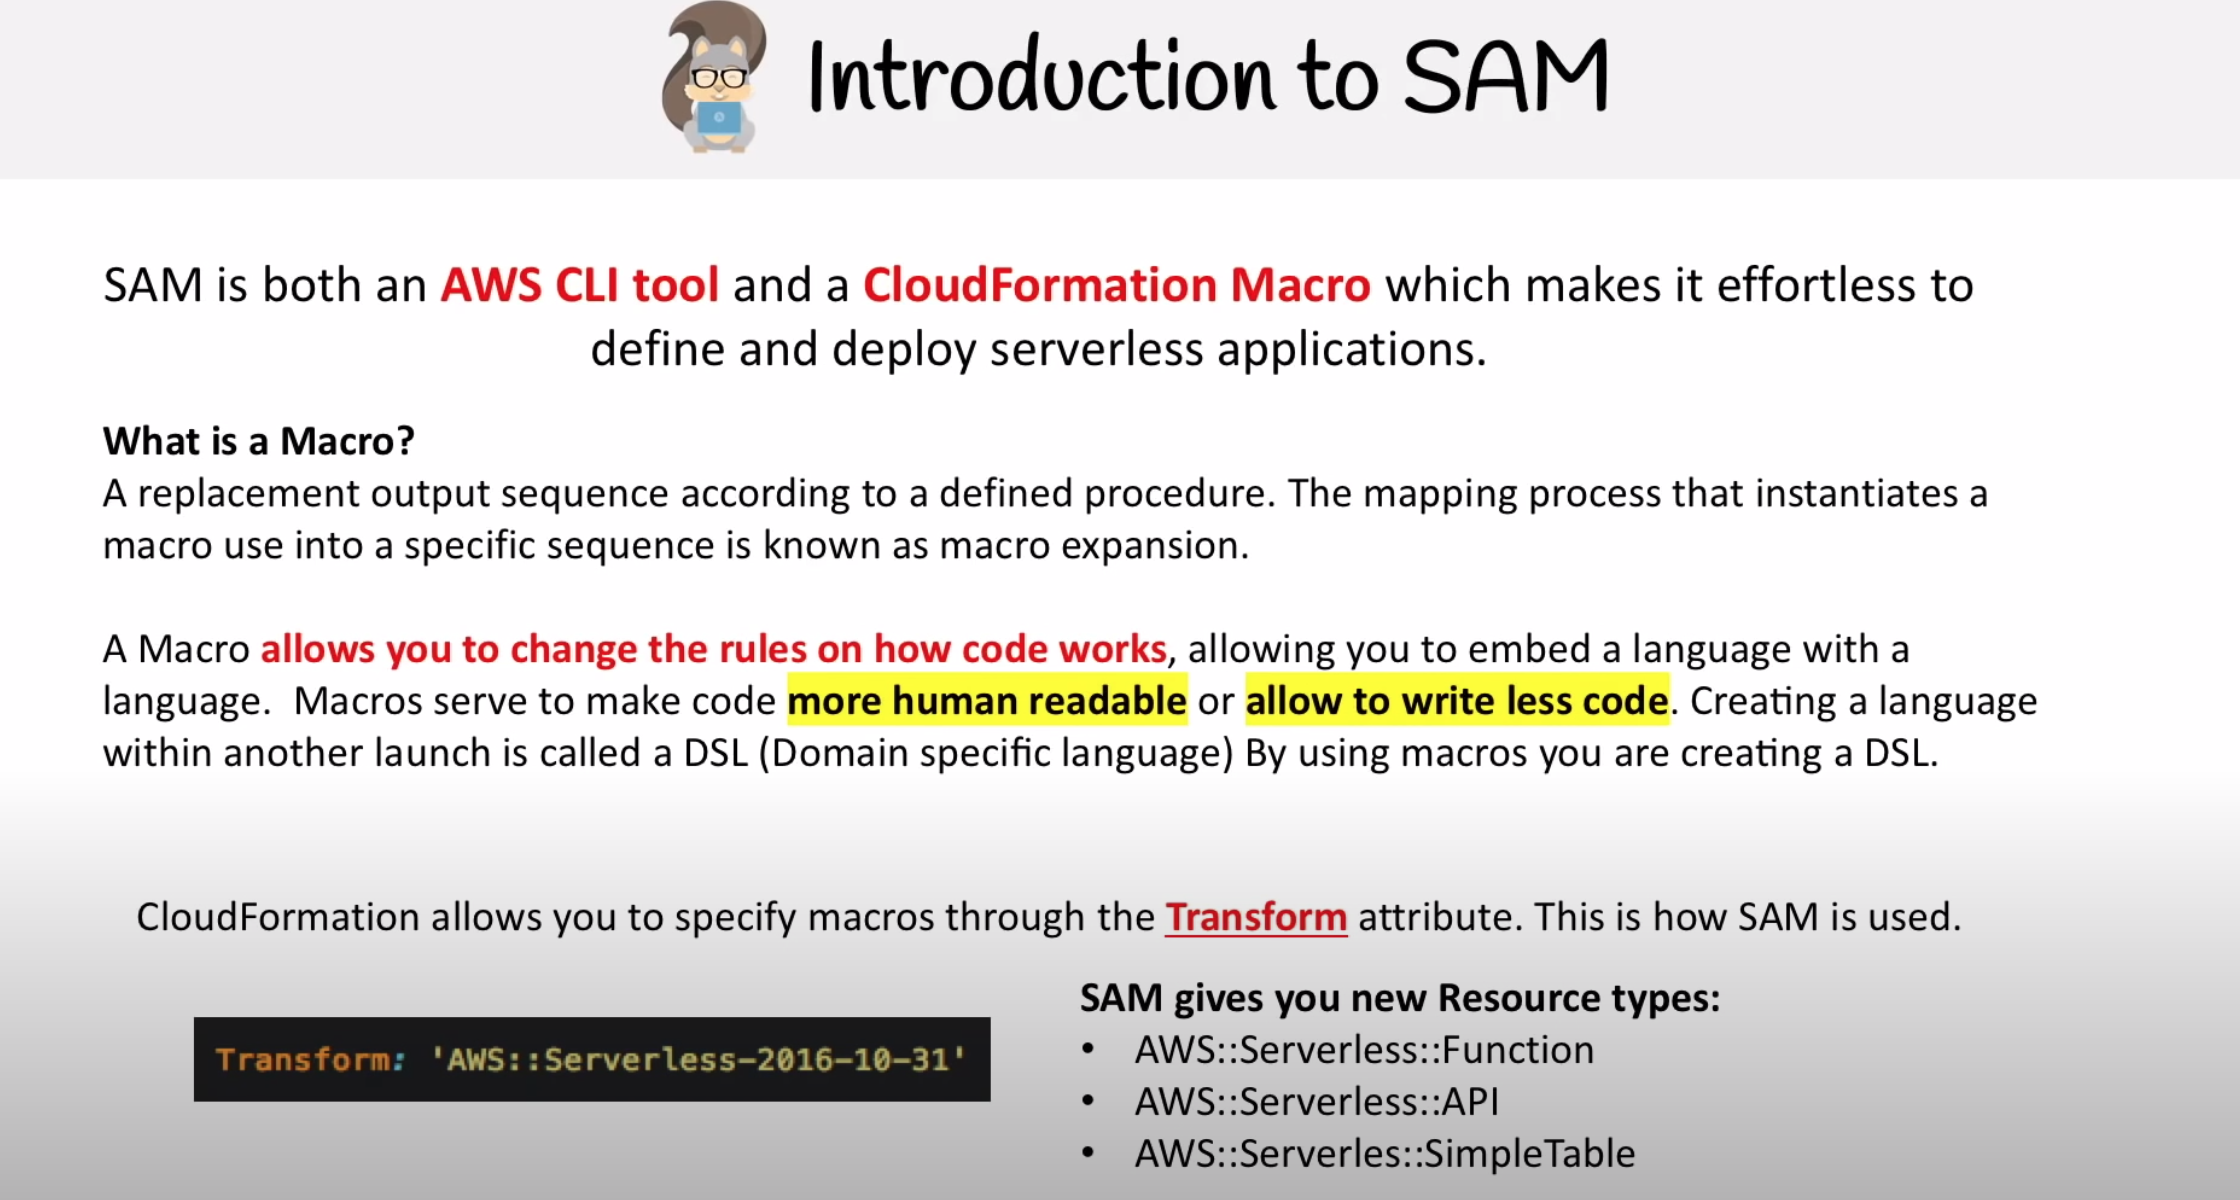 Introduction to SAM
SAM is both an AWS CLI tool and a CloudFormation Macro which makes it effortless to
define and deploy serverless applications.
What is a Macro?
A replacement output sequence according to a defined procedure. The mapping process that instantiates a
macro use into a specific sequence is known as macro expansion.
A Macro allows you to change the rules on how code works, allowing you to embed a language with a
language.  Macros serve to make code more human readable or allow to write less code. Creating a language
within another launch is called a DSL (Domain specific language) By using macros you are creating a DSL.
CloudFormation allows you to specify macros through the Transform attribute. This is how SAM is used.
Transform: 'AWS::Serverless-2016-10-31'
SAM gives you new Resource types:
• AWS::Serverless::Function
• AWS::Serverless::API
• AWS::Serverles::SimpleTable